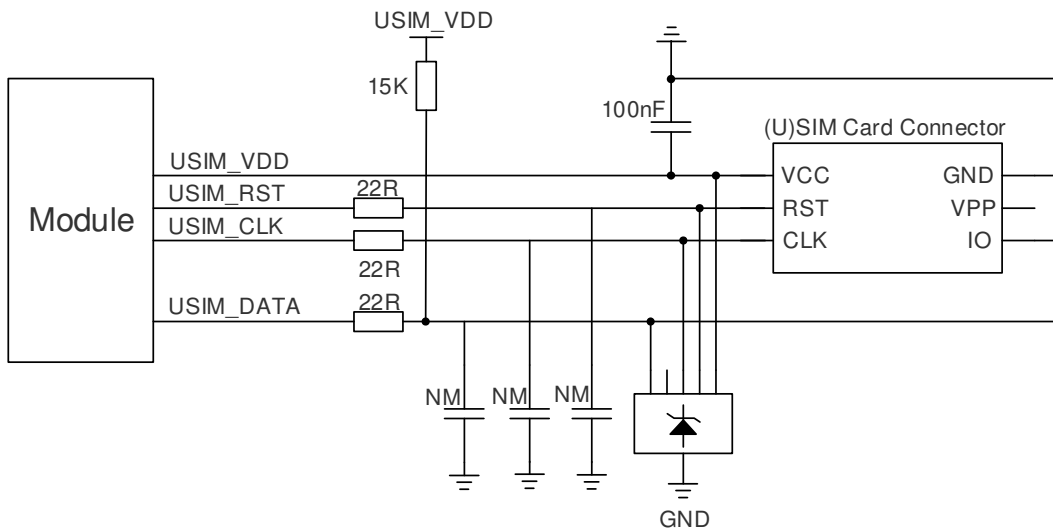 USIM_VDD
15K
100nF
(U)SIM Card Connector
Module
USIM_VDD
USIM_RST
22R
USIM_CLK
22R
USIM_DATA
22R
VCC
GND
RST
VPP
CLK
IO
NM
NM
NM
GND